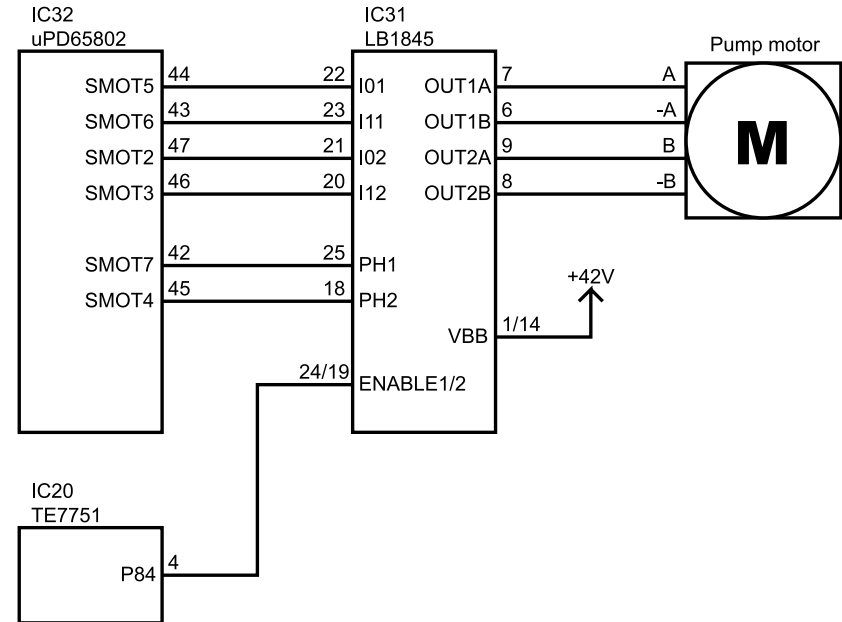 IC32
uPD65802
IC31
LB1845
Pump motor
SMOT5 44 22 I01 OUT1A 7 A
SMOT6 43 23 I11 OUT1B 6 -A
SMOT2 47 21 I02 OUT2A 9 B
SMOT3 46 20 I12 OUT2B 8 -B
M
SMOT7 42 25 PH1
SMOT4 45 18 PH2
+42V
VBB 1/14
24/19 ENABLE1/2
IC20
TE7751
P84 4